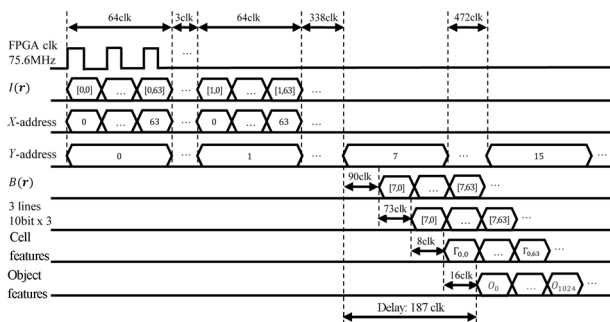 64clk 3clk 64clk 338clk 472clk
FPGA clk
75.6MHz ...
I(r) [0,0] ... [0,63] ... [1,0] ... [1,63] ...
X-address 0 ... 63 ... 0 ... 63 ...
Y-address 0 ... 1 ... 7 ... 15 ...
B(r) 90clk [7,0] ... [7,63] ...
3 lines
10bit x 3 73clk [7,0] ... [7,63] ...
Cell
features 8clk Γ0,0 ... Γ0,63 ...
Object
features 16clk O0 ... O1024 ...
Delay: 187 clk